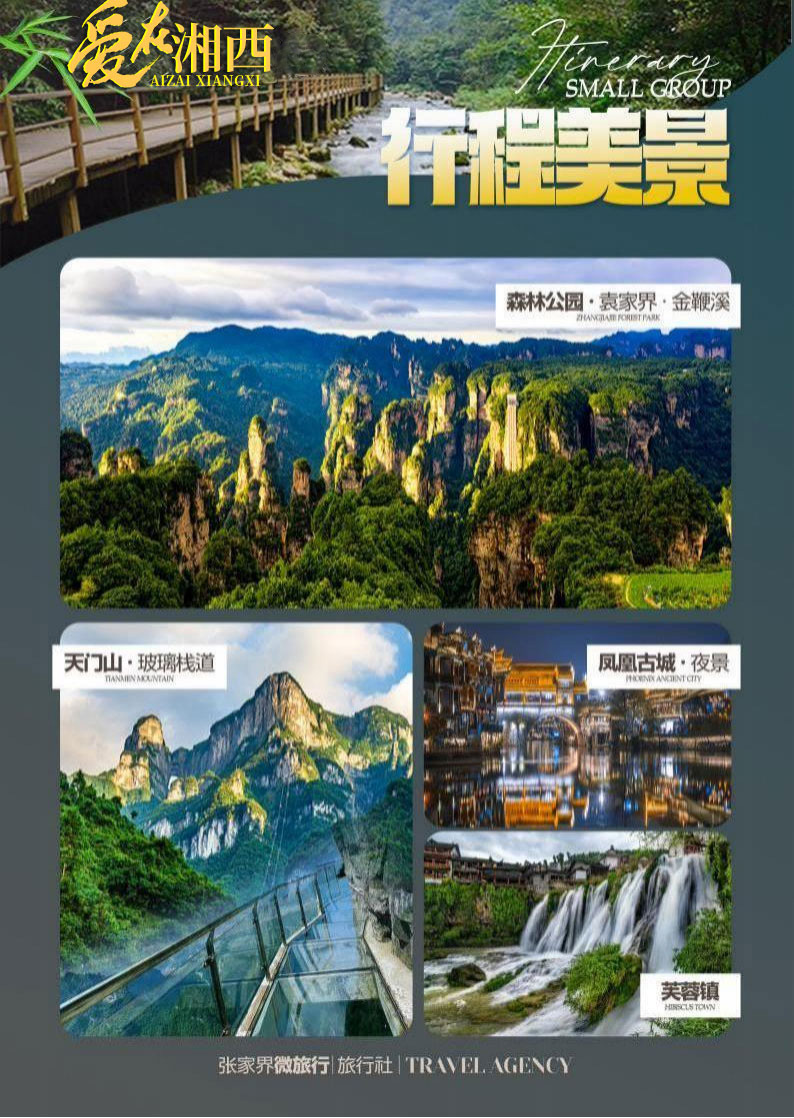 爱在湘西
AIZAI XIANGXI
Itinerary
SMALL GROUP
行程美景
森林公园·袁家界·金鞭溪
ZHANGJIAJIE FOREST PARK
天门山·玻璃栈道
TIANMEN MOUNTAIN
凤凰古城·夜景
PHOENIX ANCIENT CITY
芙蓉镇
HIBISCUS TOWN
张家界微旅行|旅行社|TRAVEL AGENCY